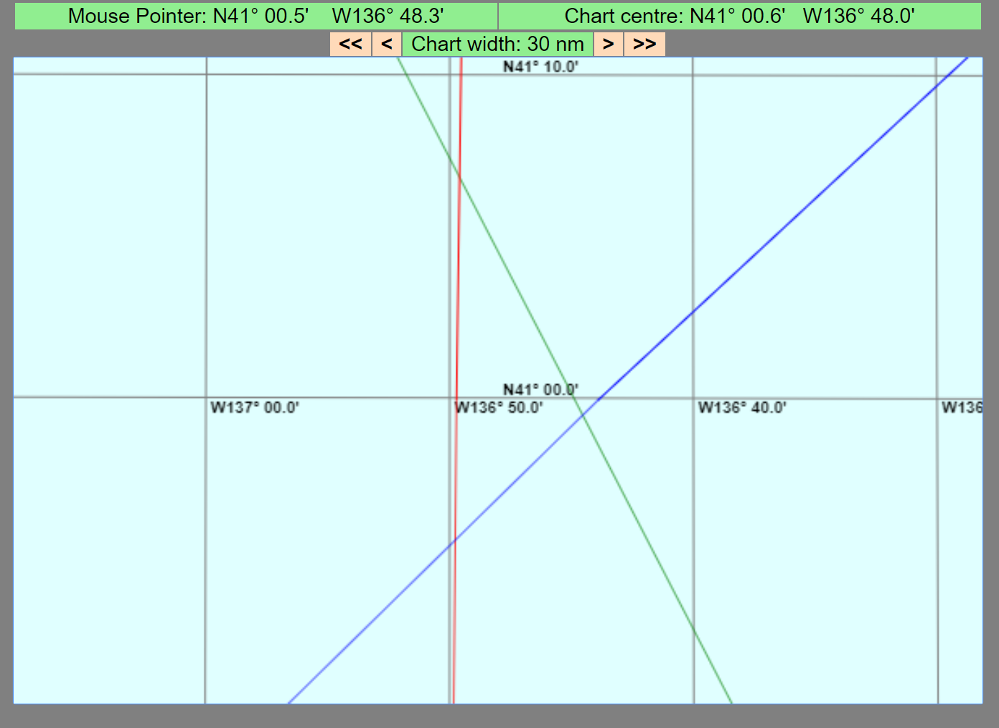 Mouse Pointer: N41° 00.5' W136° 48.3' Chart centre: N41° 00.6' W136° 48.0'
<< < Chart width: 30 nm > >>
N41° 10.0'
N41° 00.0'
W137° 00.0' W136° 50.0' W136° 40.0' W136